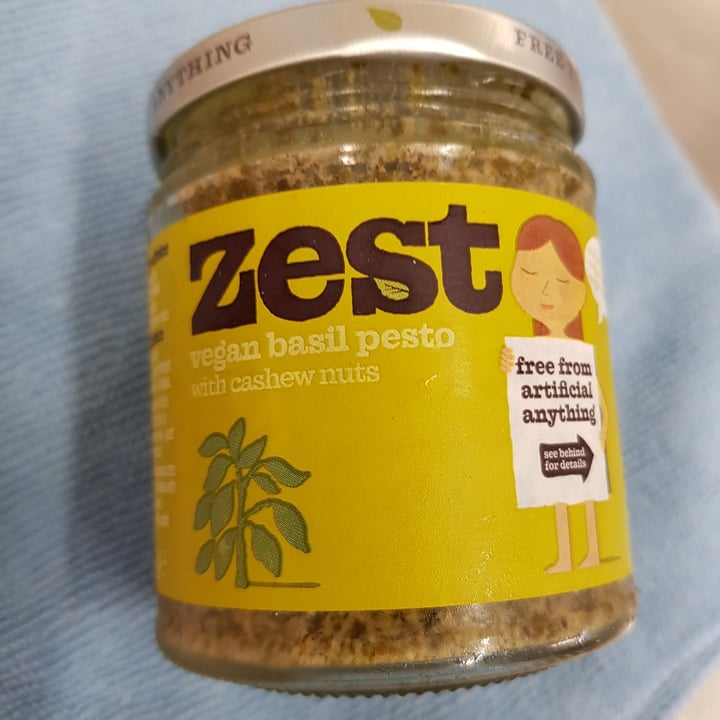 ANYTHING FREE
zest
vegan basil pesto
with cashew nuts
free from
artificial
anything
see behind
for details